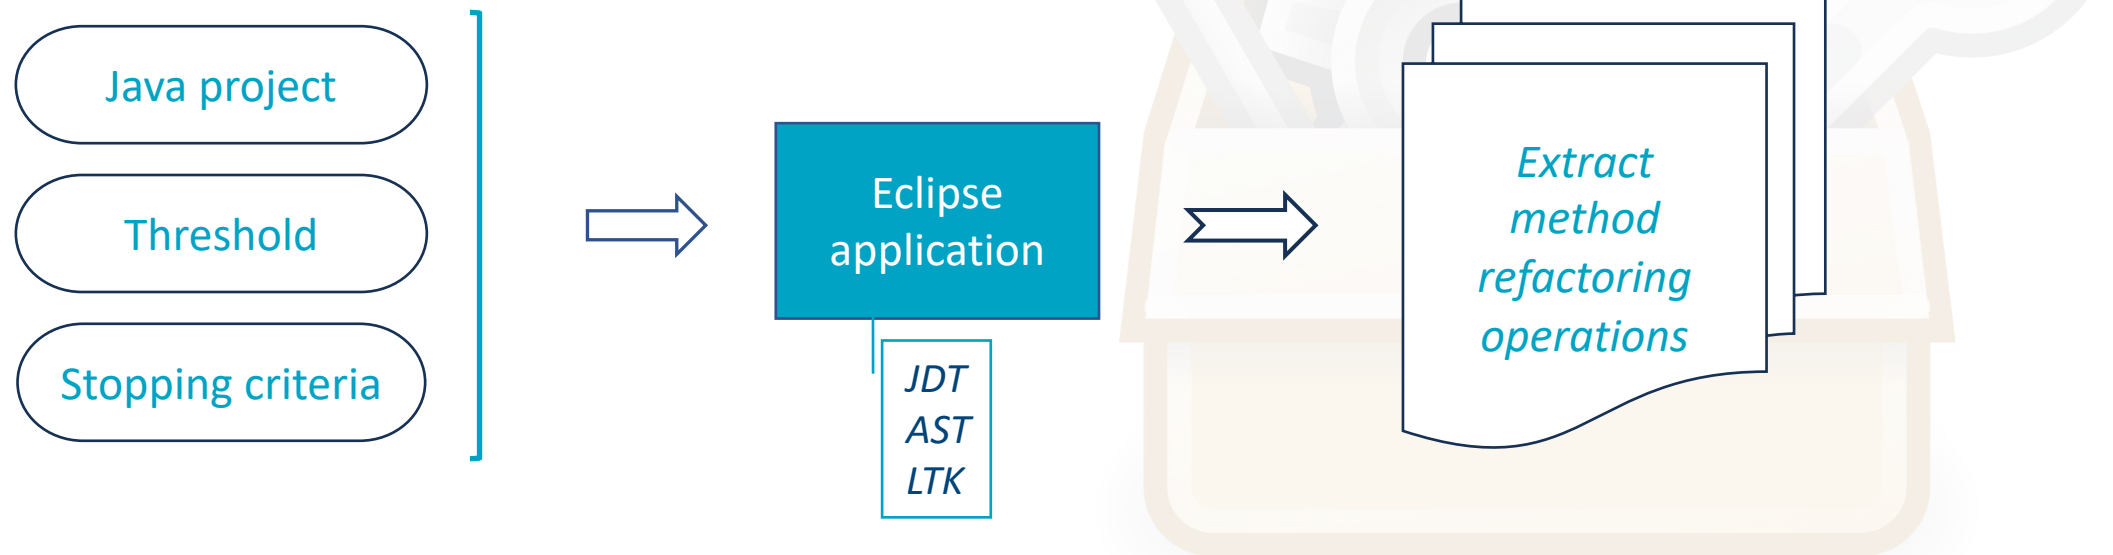 Java project
Threshold
Stopping criteria
Eclipse
application
JDT
AST
LTK
Extract
method
refactoring
operations